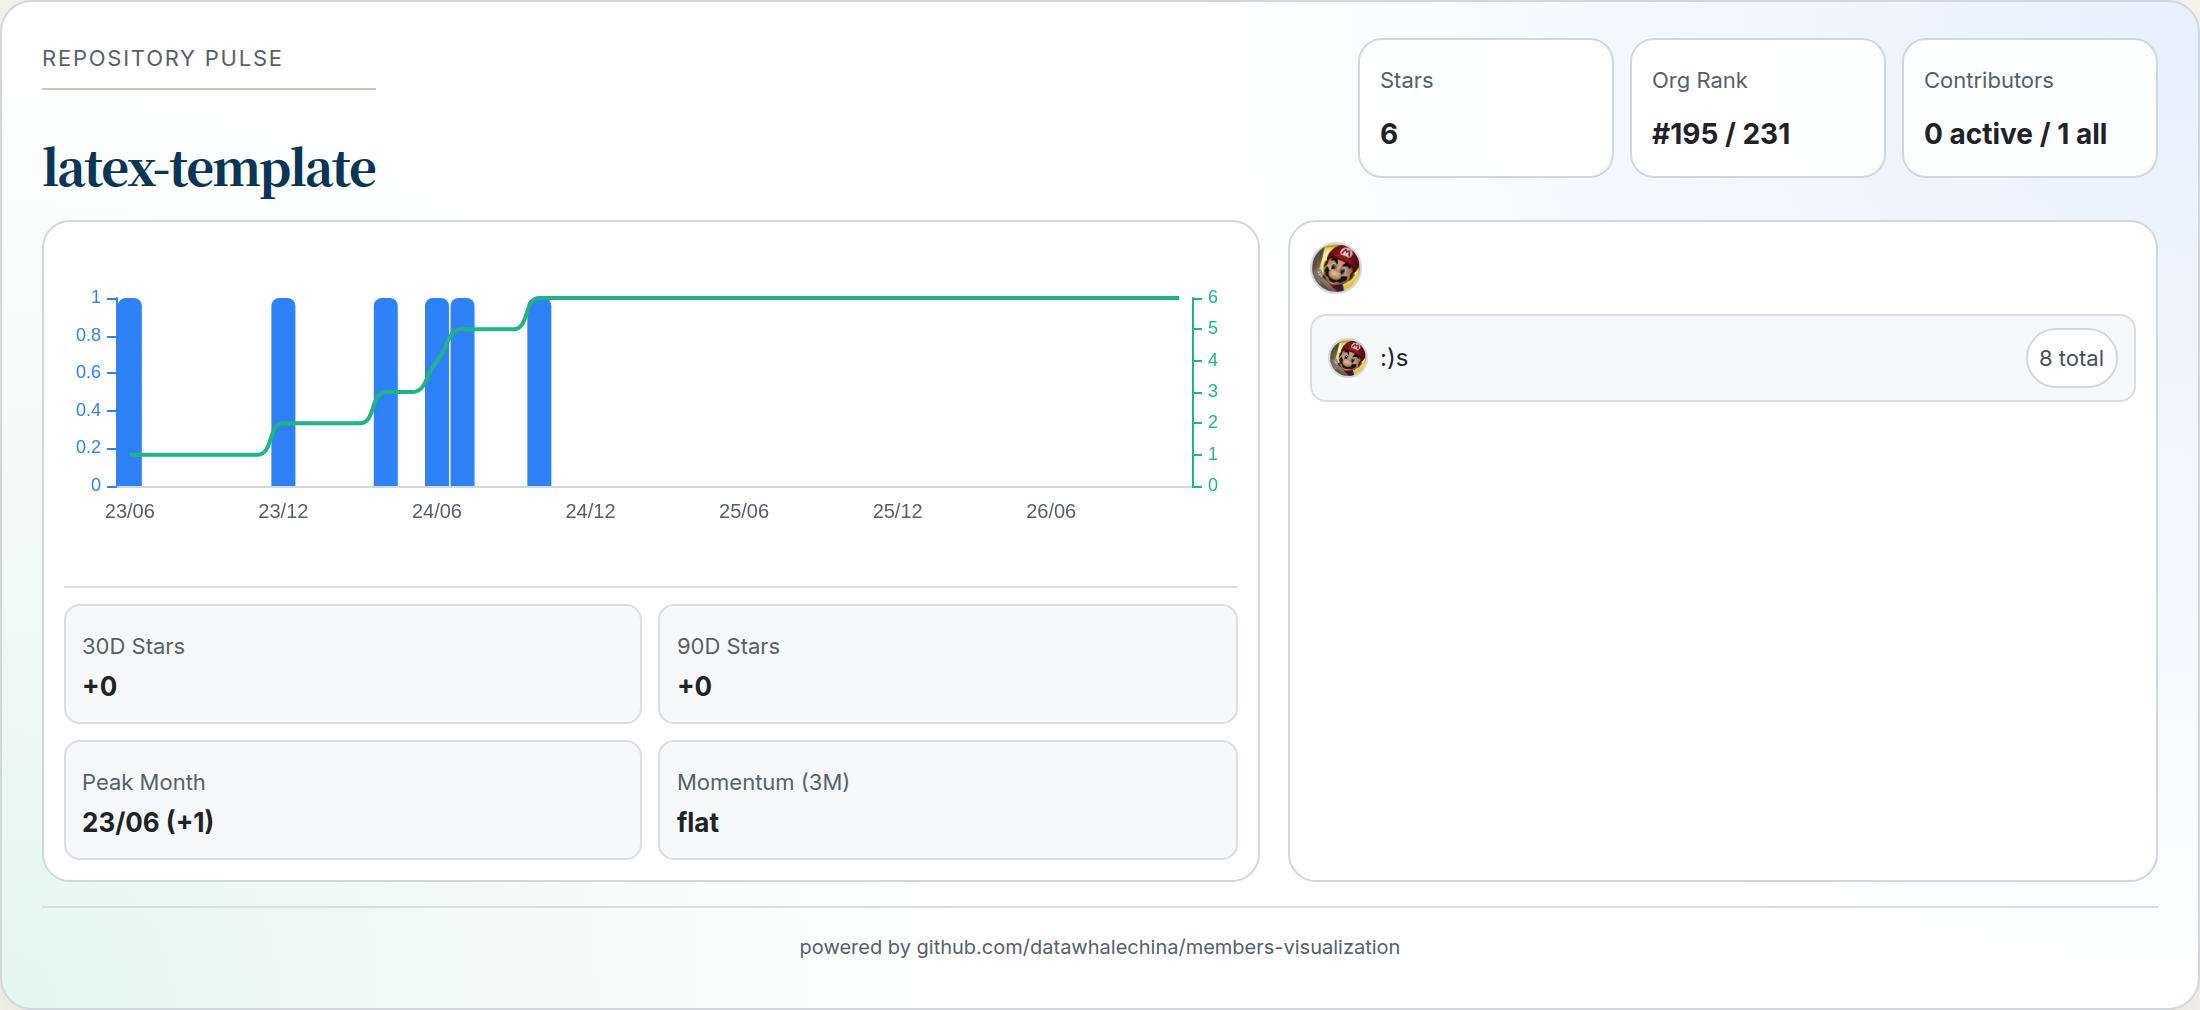 REPOSITORY PULSE
latex-template
Stars
6
Org Rank
#195 / 231
Contributors
0 active / 1 all
1
0.8
0.6
0.4
0.2
0
6
5
4
3
2
1
0
23/06 23/12 24/06 24/12 25/06 25/12 26/06
30D Stars
+0
90D Stars
+0
Peak Month
23/06 (+1)
Momentum (3M)
flat
:)s
8 total
powered by github.com/datawhalechina/members-visualization